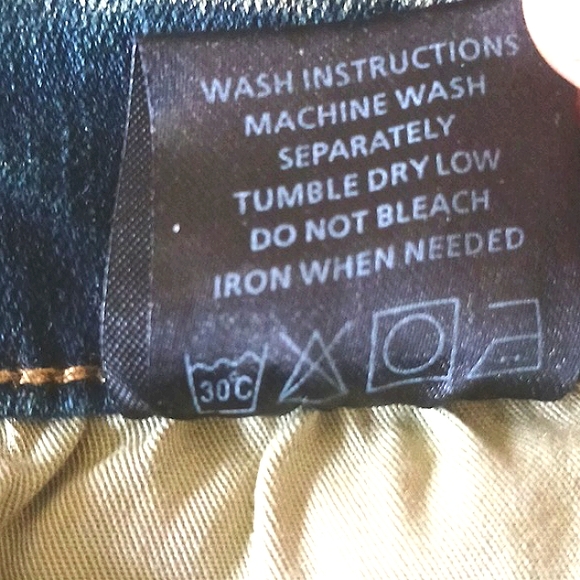 WASH INSTRUCTIONS
MACHINE WASH
SEPARATELY
TUMBLE DRY LOW
DO NOT BLEACH
IRON WHEN NEEDED
30°C